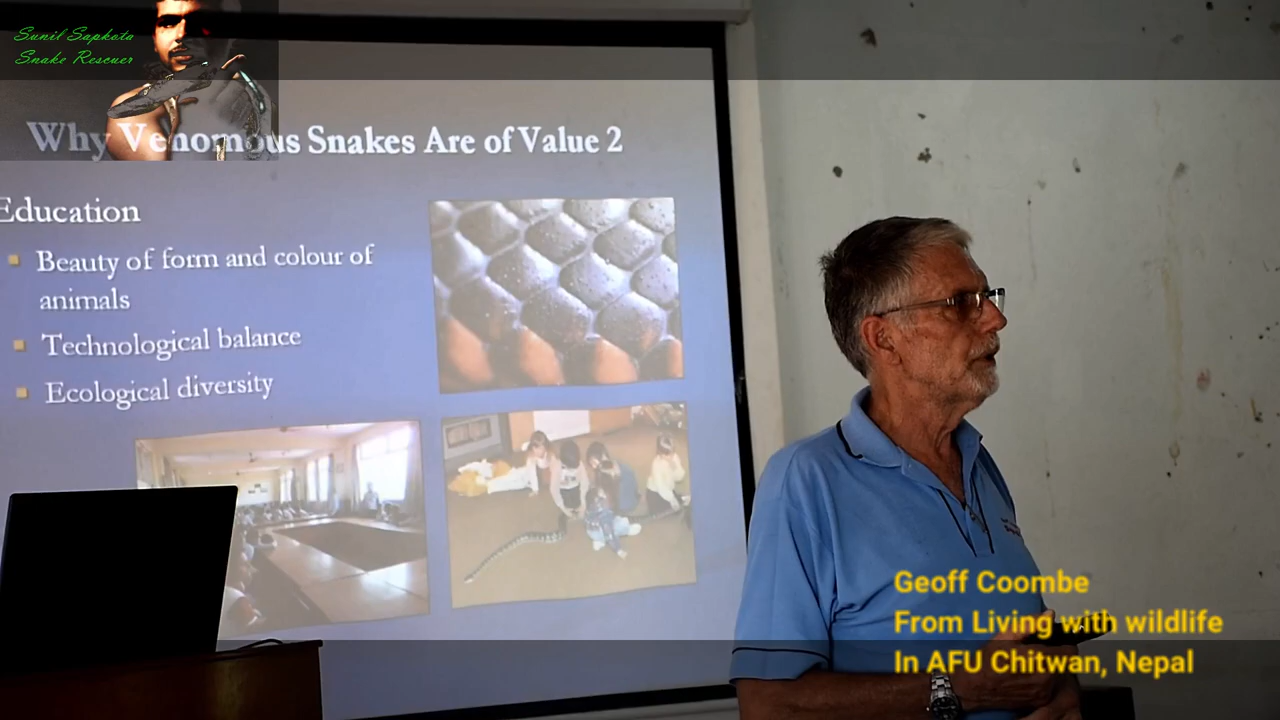 Sunil Sapkota
Snake Rescuer
Why Venomous Snakes Are of Value 2
Education
Beauty of form and colour of
animals
Technological balance
Ecological diversity
Geoff Coombe
From Living with wildlife
In AFU Chitwan, Nepal